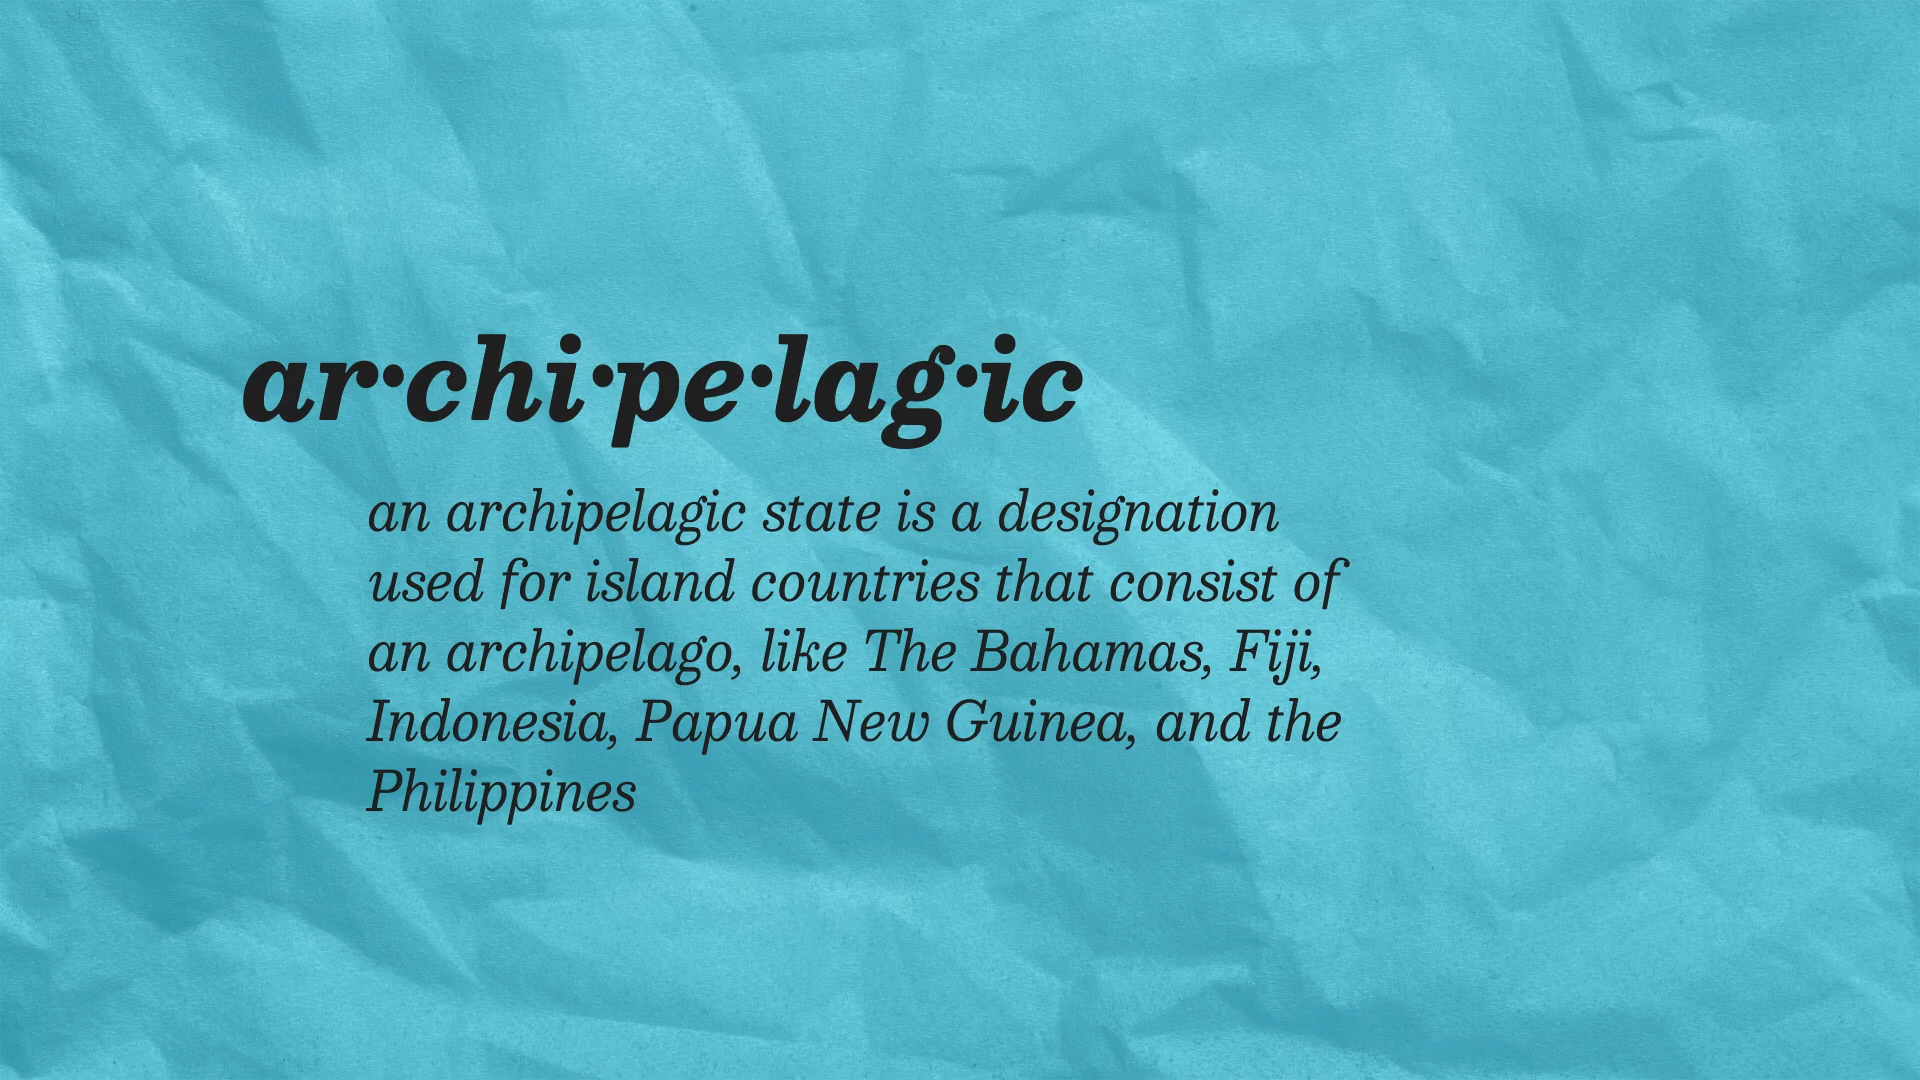 ar·chi·pe·lag·ic
an archipelagic state is a designation
used for island countries that consist of
an archipelago, like The Bahamas, Fiji,
Indonesia, Papua New Guinea, and the
Philippines